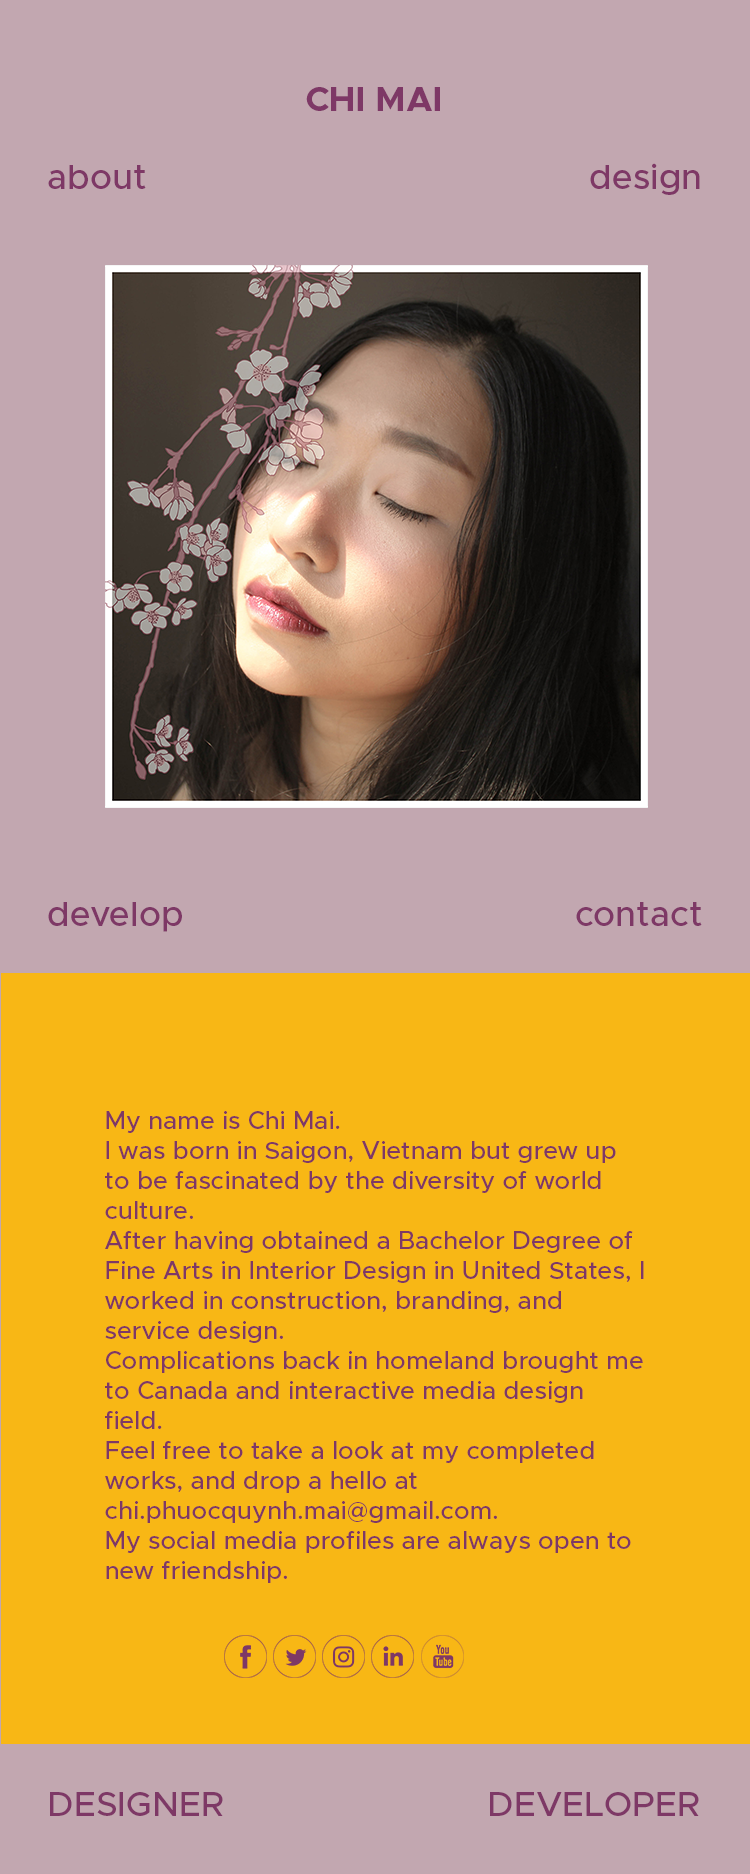 CHI MAI
about
design
develop
contact
My name is Chi Mai.
I was born in Saigon, Vietnam but grew up
to be fascinated by the diversity of world
culture.
After having obtained a Bachelor Degree of
Fine Arts in Interior Design in United States, I
worked in construction, branding, and
service design.
Complications back in homeland brought me
to Canada and interactive media design
field.
Feel free to take a look at my completed
works, and drop a hello at
chi.phuocquynh.mai@gmail.com.
My social media profiles are always open to
new friendship.
f
in
You
Tube
DESIGNER
DEVELOPER